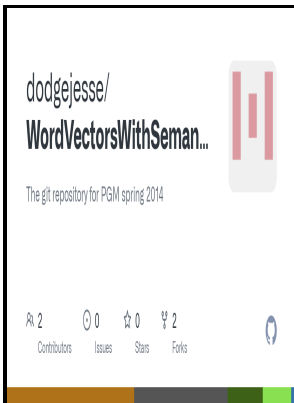 dodgejesse/
WordVectorsWithSeman...
The git repository for PGM spring 2014
2 0 0 2
Contributors Issues Stars Forks